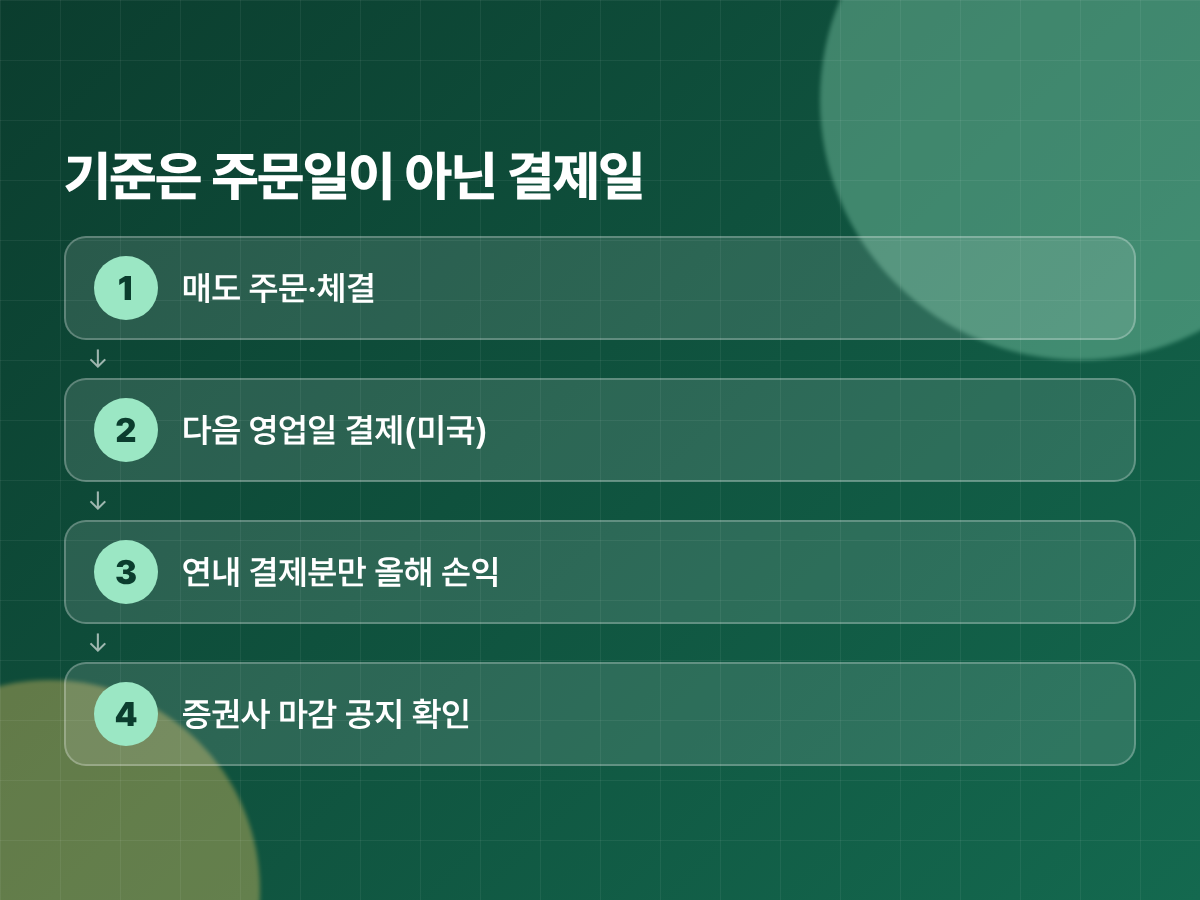 기준은 주문일이 아닌 결제일
1 매도 주문·체결
↓
2 다음 영업일 결제(미국)
↓
3 연내 결제분만 올해 손익
↓
4 증권사 마감 공지 확인